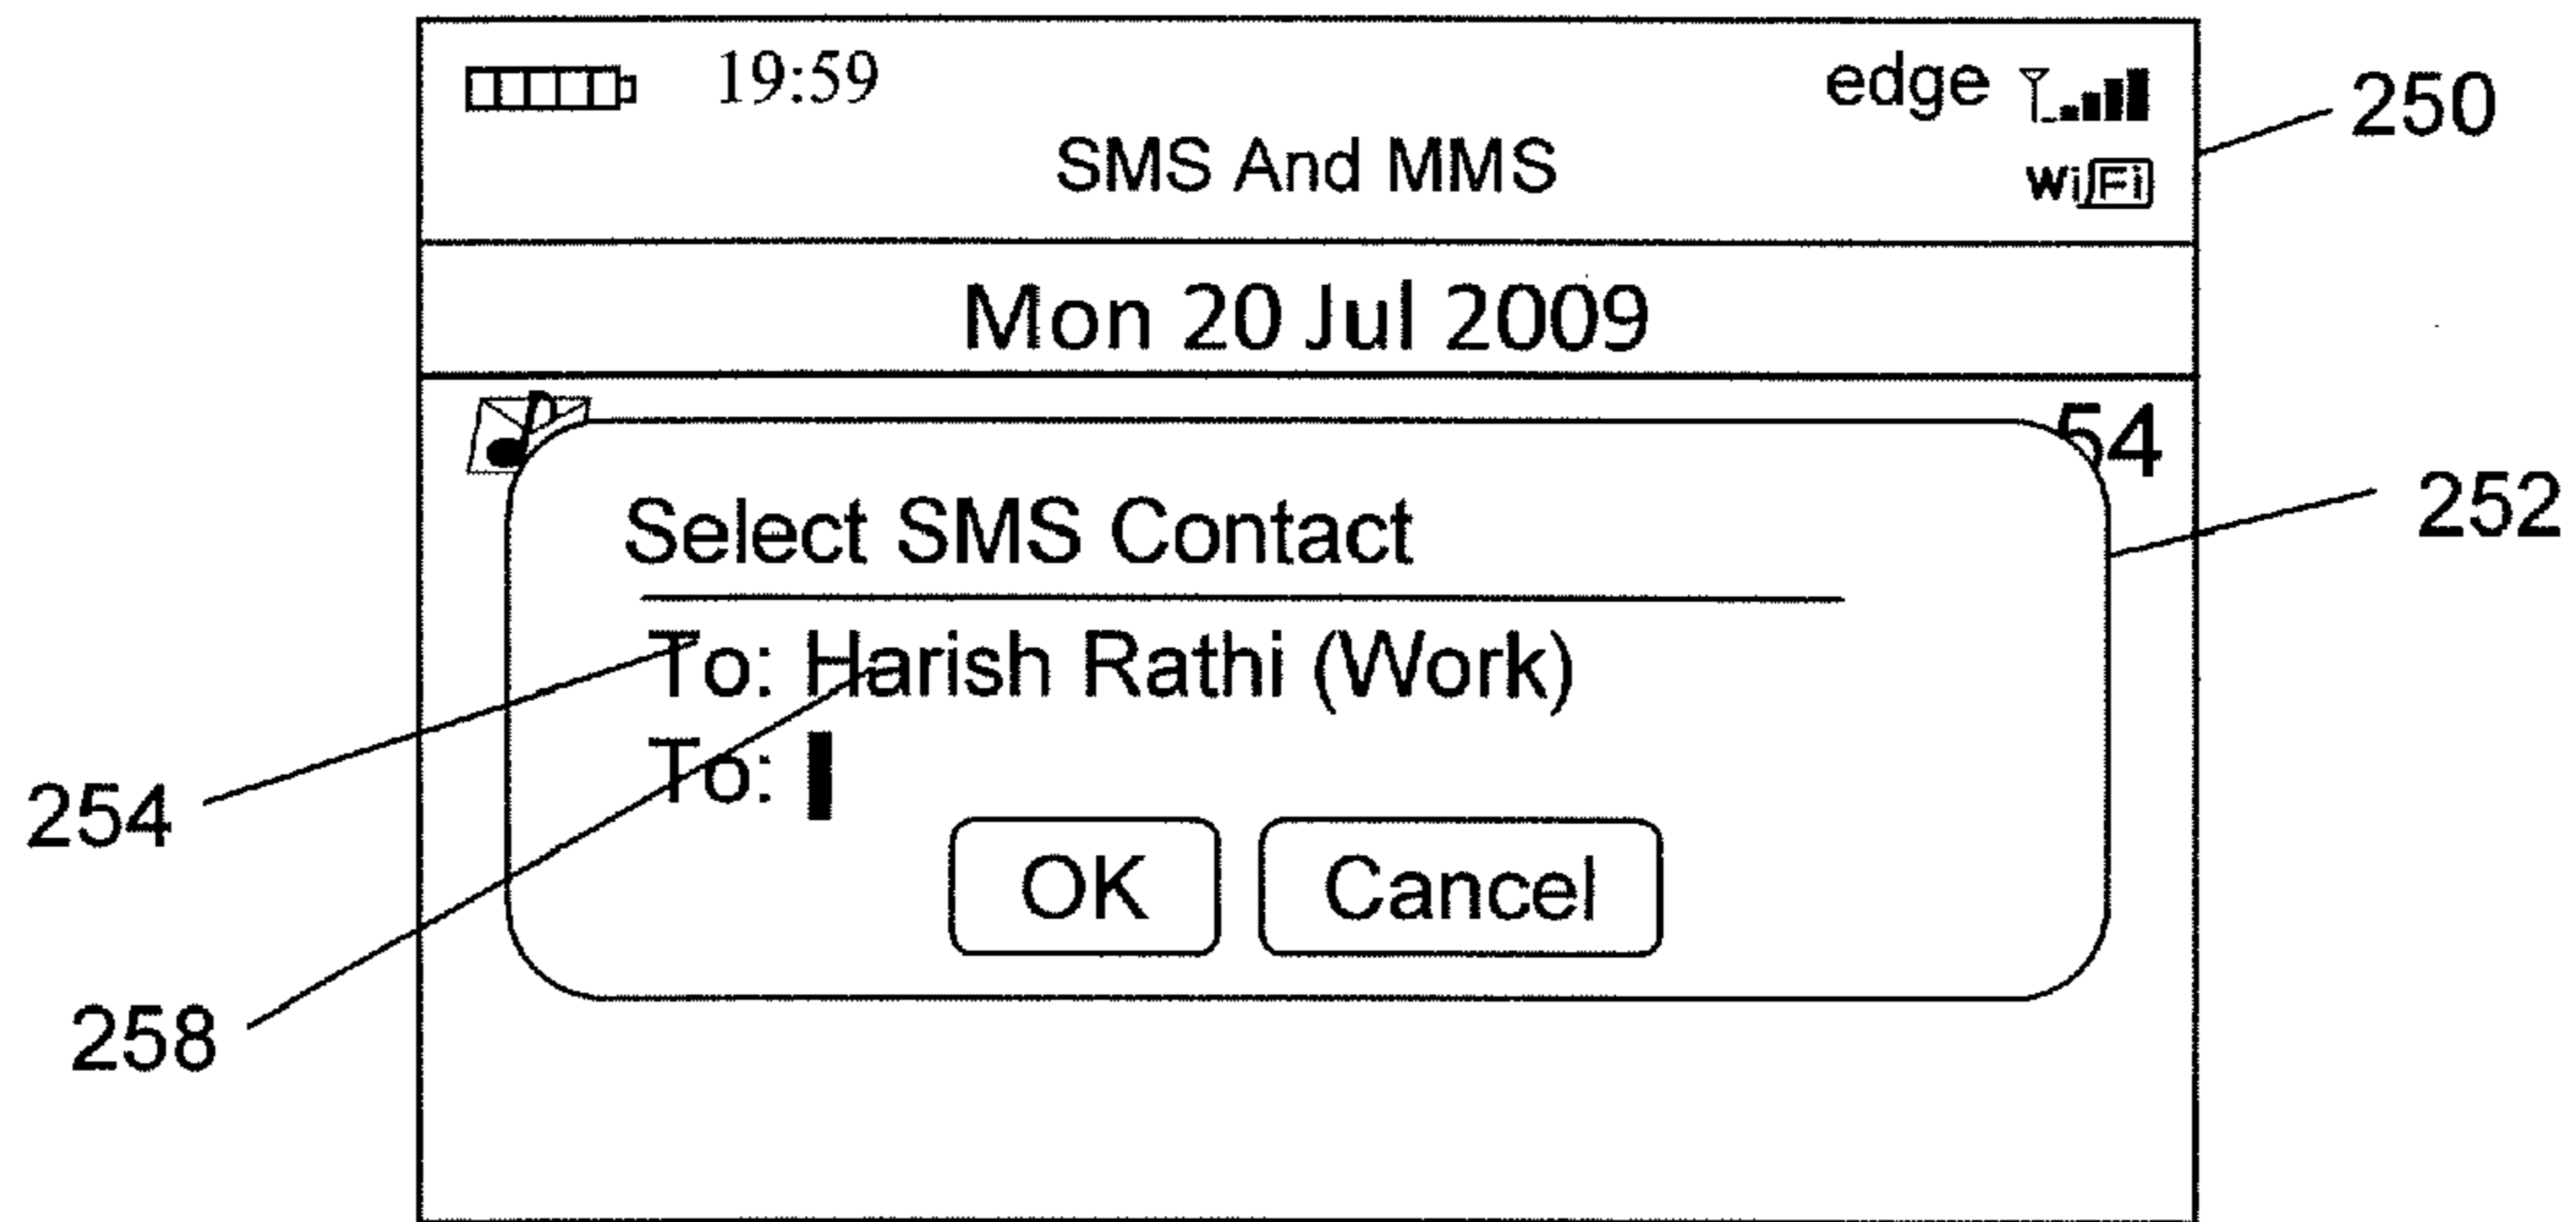 19:59 edge
250
SMS And MMS
WiFi
Mon 20 Jul 2009
54
252
Select SMS Contact
To: Harish Rathi (Work)
To:
254
OK Cancel
258